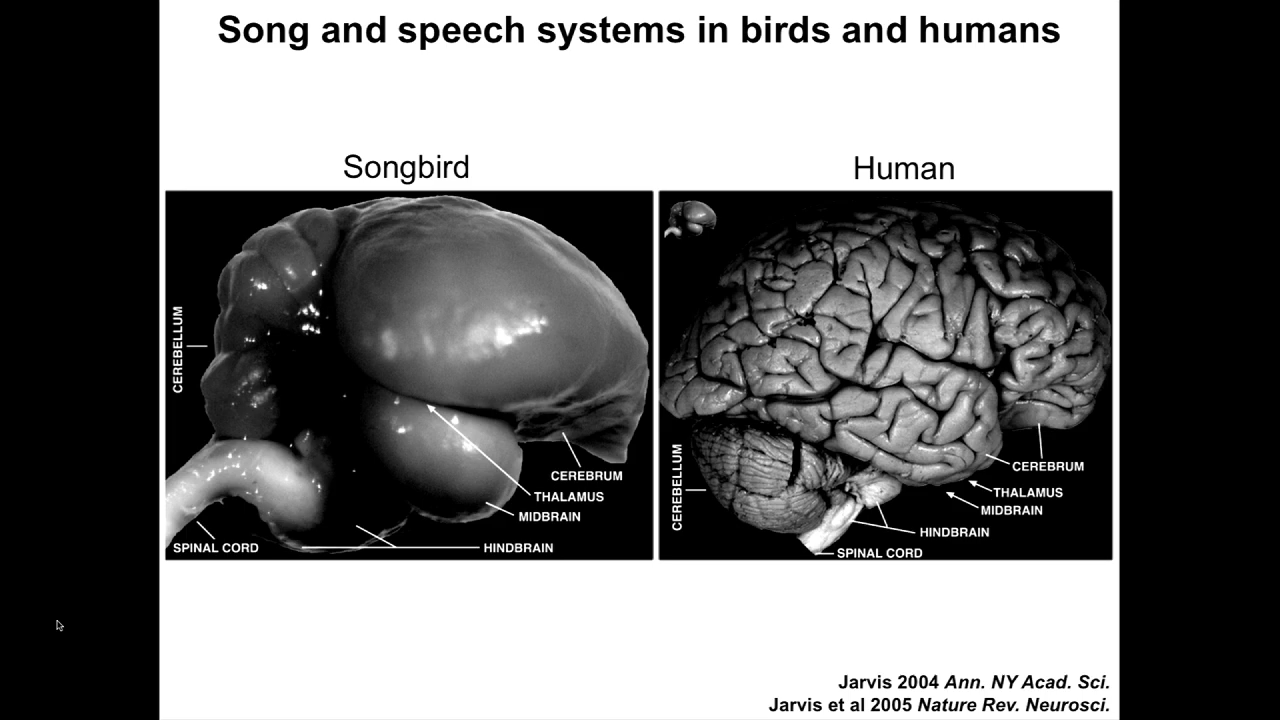 Song and speech systems in birds and humans
Songbird
Human
CEREBELLUM
CEREBRUM
THALAMUS
MIDBRAIN
SPINAL CORD
HINDBRAIN
CEREBELLUM
CEREBRUM
THALAMUS
MIDBRAIN
HINDBRAIN
SPINAL CORD
Jarvis 2004 Ann. NY Acad. Sci.
Jarvis et al 2005 Nature Rev. Neurosci.